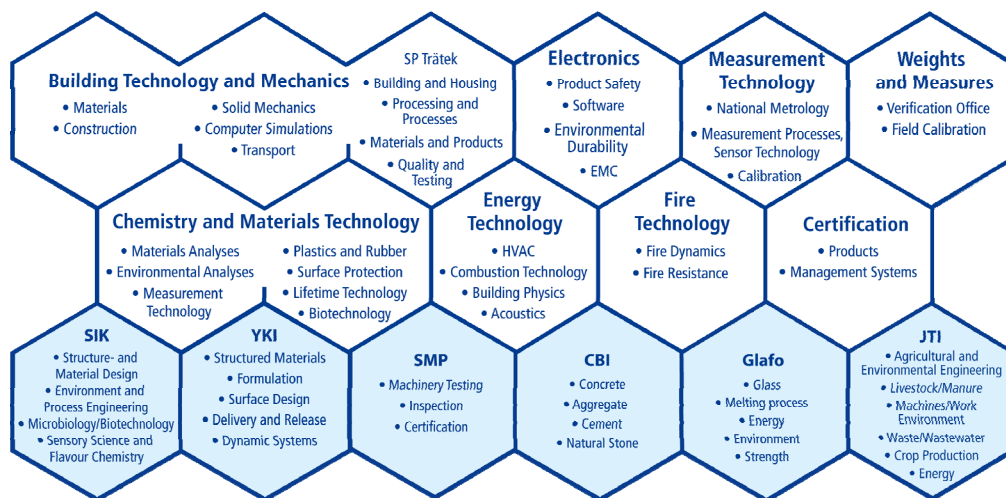 Building Technology and Mechanics
• Materials
• Construction
• Solid Mechanics
• Computer Simulations
• Transport
SP Trätek
• Building and Housing
• Processing and
Processes
• Materials and Products
• Quality and
Testing
Electronics
• Product Safety
• Software
• Environmental
Durability
• EMC
Measurement
Technology
• National Metrology
• Measurement Processes,
Sensor Technology
• Calibration
Weights
and Measures
• Verification Office
• Field Calibration
Chemistry and Materials Technology
• Materials Analyses
• Environmental Analyses
• Measurement
Technology
• Plastics and Rubber
• Surface Protection
• Lifetime Technology
• Biotechnology
Energy
Technology
• HVAC
• Combustion Technology
• Building Physics
• Acoustics
Fire
Technology
• Fire Dynamics
• Fire Resistance
Certification
• Products
• Management Systems
SIK
• Structure- and
Material Design
• Environment and
Process Engineering
• Microbiology/Biotechnology
• Sensory Science and
Flavour Chemistry
YKI
• Structured Materials
• Formulation
• Surface Design
• Delivery and Release
• Dynamic Systems
SMP
• Machinery Testing
• Inspection
• Certification
CBI
• Concrete
• Aggregate
• Cement
• Natural Stone
Glafo
• Glass
• Melting process
• Energy
• Environment
• Strength
JTI
• Agricultural and
Environmental Engineering
• Livestock/Manure
• Machines/Work
Environment
• Waste/Wastewater
• Crop Production
• Energy